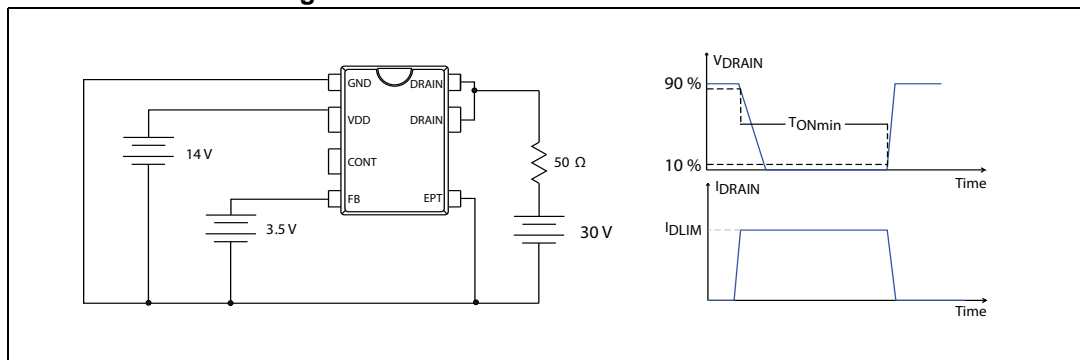 GND
DRAIN
VDD
DRAIN
CONT
FB
EPT
14 V
3.5 V
50 Ω
30 V
VDRAIN
90 %
TONmin
10 %
Time
IDRAIN
IDLIM
Time